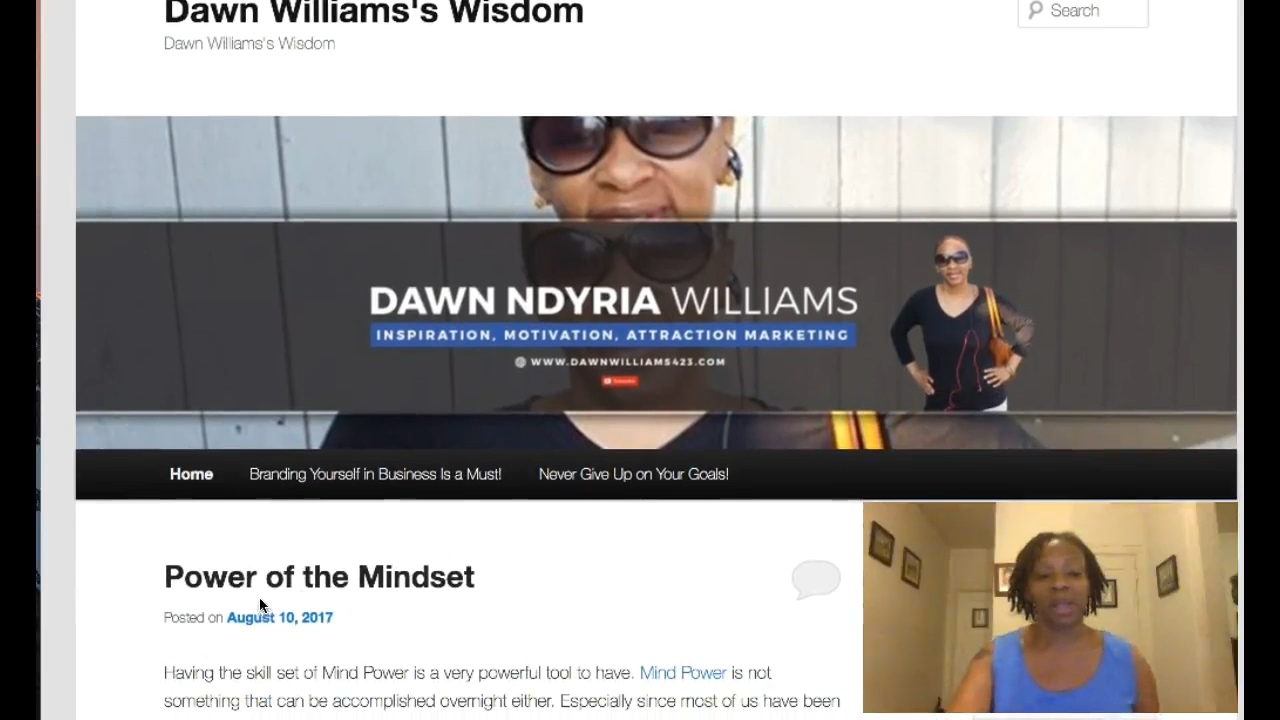 Dawn Williams's Wisdom
Search
Dawn Williams's Wisdom
DAWN NDYRIA WILLIAMS
INSPIRATION, MOTIVATION, ATTRACTION MARKETING
WWW.DAWNWILLIAMS423.COM
Home Branding Yourself in Business Is a Must! Never Give Up on Your Goals!
Power of the Mindset
Posted on August 10, 2017
Having the skill set of Mind Power is a very powerful tool to have. Mind Power is not
something that can be accomplished overnight either. Especially since most of us have been